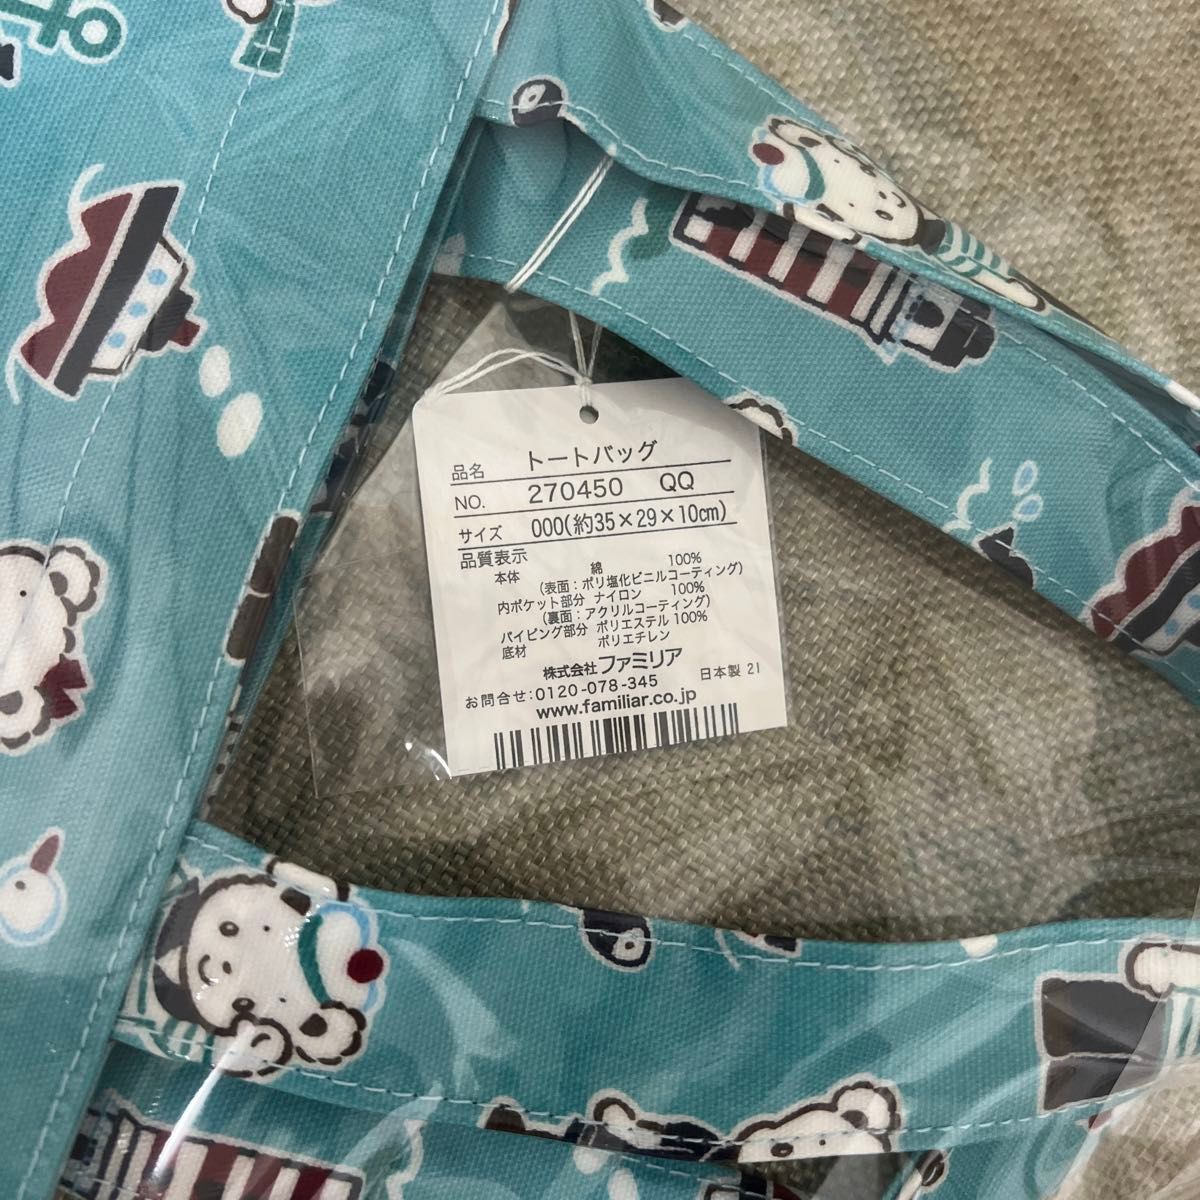 品名 トートバッグ
NO. 270450 QQ
サイズ 000(約35×29×10cm)
品質表示
本体 綿 100%
(表面：ポリ塩化ビニルコーティング)
内ポケット部分 ナイロン 100%
(裏面：アクリルコーティング)
パイピング部分 ポリエステル100%
底材 ポリエチレン
株式会社ファミリア
日本製 21
お問合せ：0120-078-345
www.familiar.co.jp